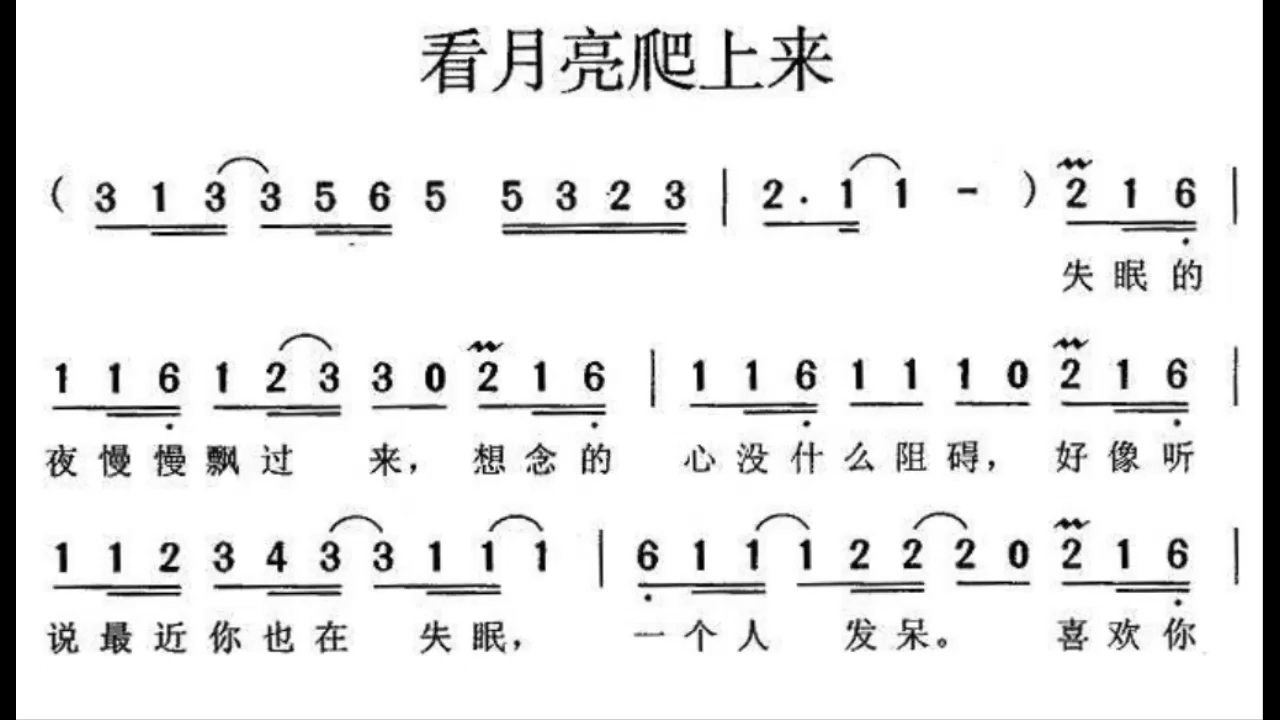 看月亮爬上来
( 3 1 3 3 5 6 5 5 3 2 3 | 2 . 1 1 - ) 2 1 6 |
失眠的
1 1 6 1 2 3 3 0 2 1 6 | 1 1 6 1 1 1 0 2 1 6 |
夜慢慢飘过 来, 想念的 心没什么阻碍, 好像听
1 1 2 3 4 3 3 1 1 1 | 6 1 1 1 2 2 2 0 2 1 6 |
说最近你也在 失眠, 一个人 发呆。 喜欢你